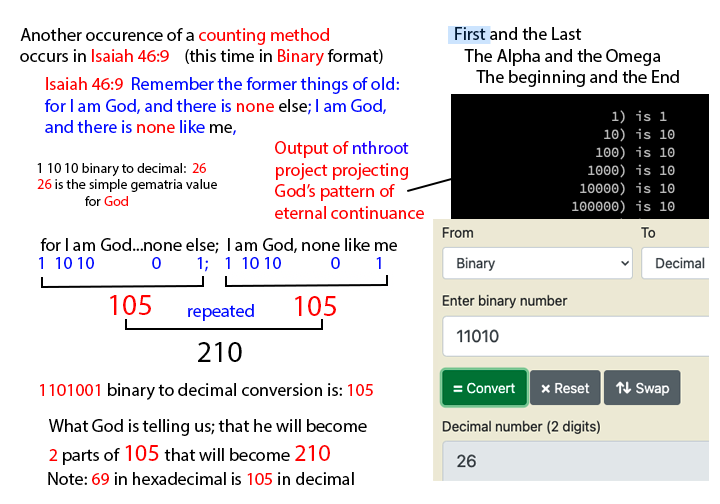 Another occurence of a counting method
occurs in Isaiah 46:9 (this time in Binary format)
Isaiah 46:9 Remember the former things of old:
for I am God, and there is none else; I am God,
and there is none like me,
1 10 10 binary to decimal: 26
26 is the simple gematria value
for God
Output of nthroot
project projecting
God's pattern of
eternal continuance
for I am God...none else; I am God, none like me
1 10 10 0 1; 1 10 10 0 1
105 repeated 105
210
1101001 binary to decimal conversion is: 105
What God is telling us; that he will become
2 parts of 105 that will become 210
Note: 69 in hexadecimal is 105 in decimal
First and the Last
The Alpha and the Omega
The beginning and the End
1) is 1
10) is 10
100) is 10
1000) is 10
10000) is 10
100000) is 10
From To
Binary Decimal
Enter binary number
11010
= Convert × Reset ↑↓ Swap
Decimal number (2 digits)
26